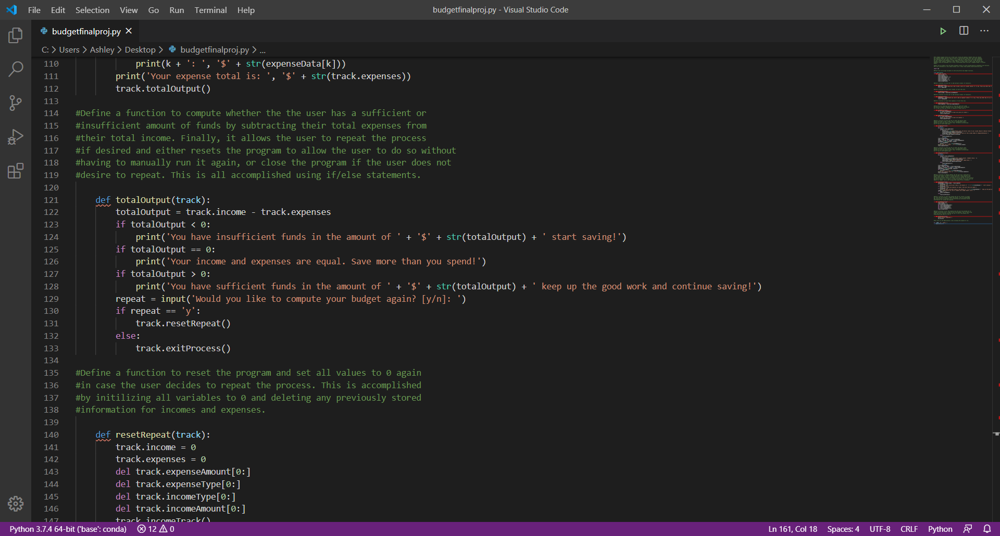 File Edit Selection View Go Run Terminal Help budgetfinalproj.py - Visual Studio Code
budgetfinalproj.py
C: > Users > Ashley > Desktop > budgetfinalproj.py > ...
110 print(k + ': ', '$' + str(expenseData[k]))
111 print('Your expense total is: ', '$' + str(track.expenses))
112 track.totalOutput()
113
114 #Define a function to compute whether the the user has a sufficient or
115 #insufficient amount of funds by subtracting their total expenses from
116 #their total income. Finally, it allows the user to repeat the process
117 #if desired and either resets the program to allow the user to do so without
118 #having to manually run it again, or close the program if the user does not
119 #desire to repeat. This is all accomplished using if/else statements.
120
121 def totalOutput(track):
122 totalOutput = track.income - track.expenses
123 if totalOutput < 0:
124 print('You have insufficient funds in the amount of ' + '$' + str(totalOutput) + ' start saving!')
125 if totalOutput == 0:
126 print('Your income and expenses are equal. Save more than you spend!')
127 if totalOutput > 0:
128 print('You have sufficient funds in the amount of ' + '$' + str(totalOutput) + ' keep up the good work and continue saving!')
129 repeat = input('Would you like to compute your budget again? [y/n]: ')
130 if repeat == 'y':
131 track.resetRepeat()
132 else:
133 track.exitProcess()
134
135 #Define a function to reset the program and set all values to 0 again
136 #in case the user decides to repeat the process. This is accomplished
137 #by initilizing all variables to 0 and deleting any previously stored
138 #information for incomes and expenses.
139
140 def resetRepeat(track):
141 track.income = 0
142 track.expenses = 0
143 del track.expenseAmount[0:]
144 del track.expenseType[0:]
145 del track.incomeType[0:]
146 del track.incomeAmount[0:]
147 track.incomeTrack()
Python 3.7.4 64-bit ('base': conda) 12 0 Ln 161, Col 18 Spaces: 4 UTF-8 CRLF Python